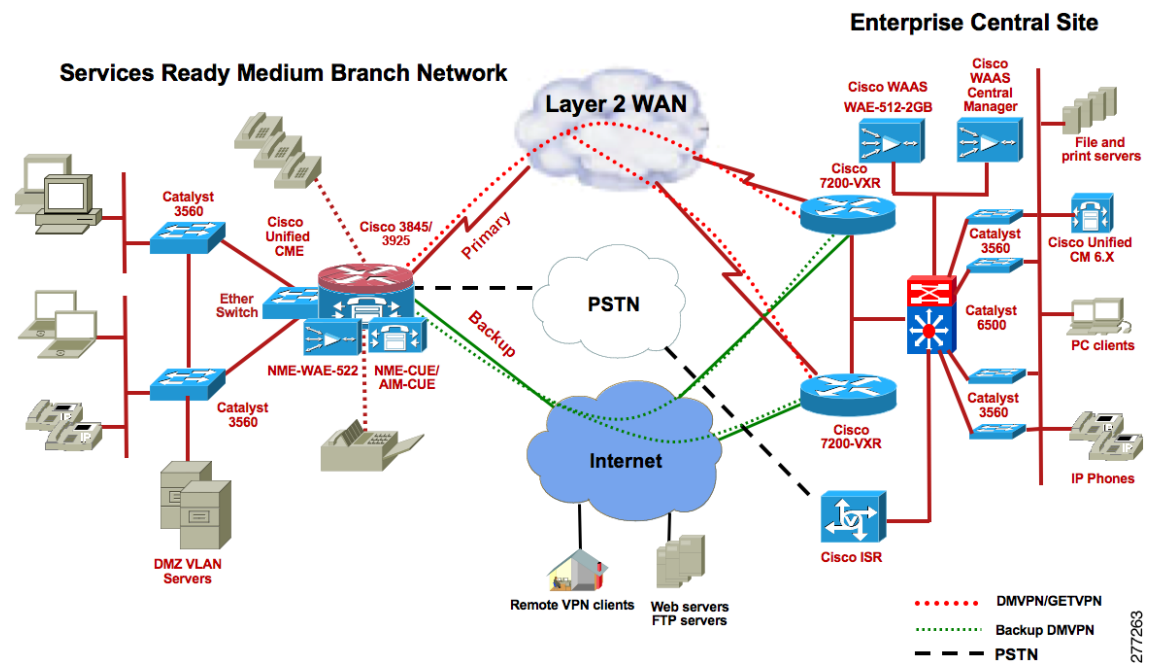 Enterprise Central Site
Services Ready Medium Branch Network
Layer 2 WAN
Cisco WAAS
WAE-512-2GB
Cisco
WAAS
Central
Manager
File and
print servers
Cisco
7200-VXR
Catalyst
3560
Cisco
Unified
CME
Cisco 3845/
3925
Primary
Catalyst
3560
Cisco Unified
CM 6.X
Ether
Switch
PSTN
Catalyst
6500
Backup
PC clients
NME-WAE-522
NME-CUE/
AIM-CUE
Catalyst
3560
Catalyst
3560
Cisco
7200-VXR
IP
IP
Internet
IP Phones
Cisco ISR
DMZ VLAN
Servers
Remote VPN clients
Web servers
FTP servers
DMVPN/GETVPN
Backup DMVPN
PSTN
277263